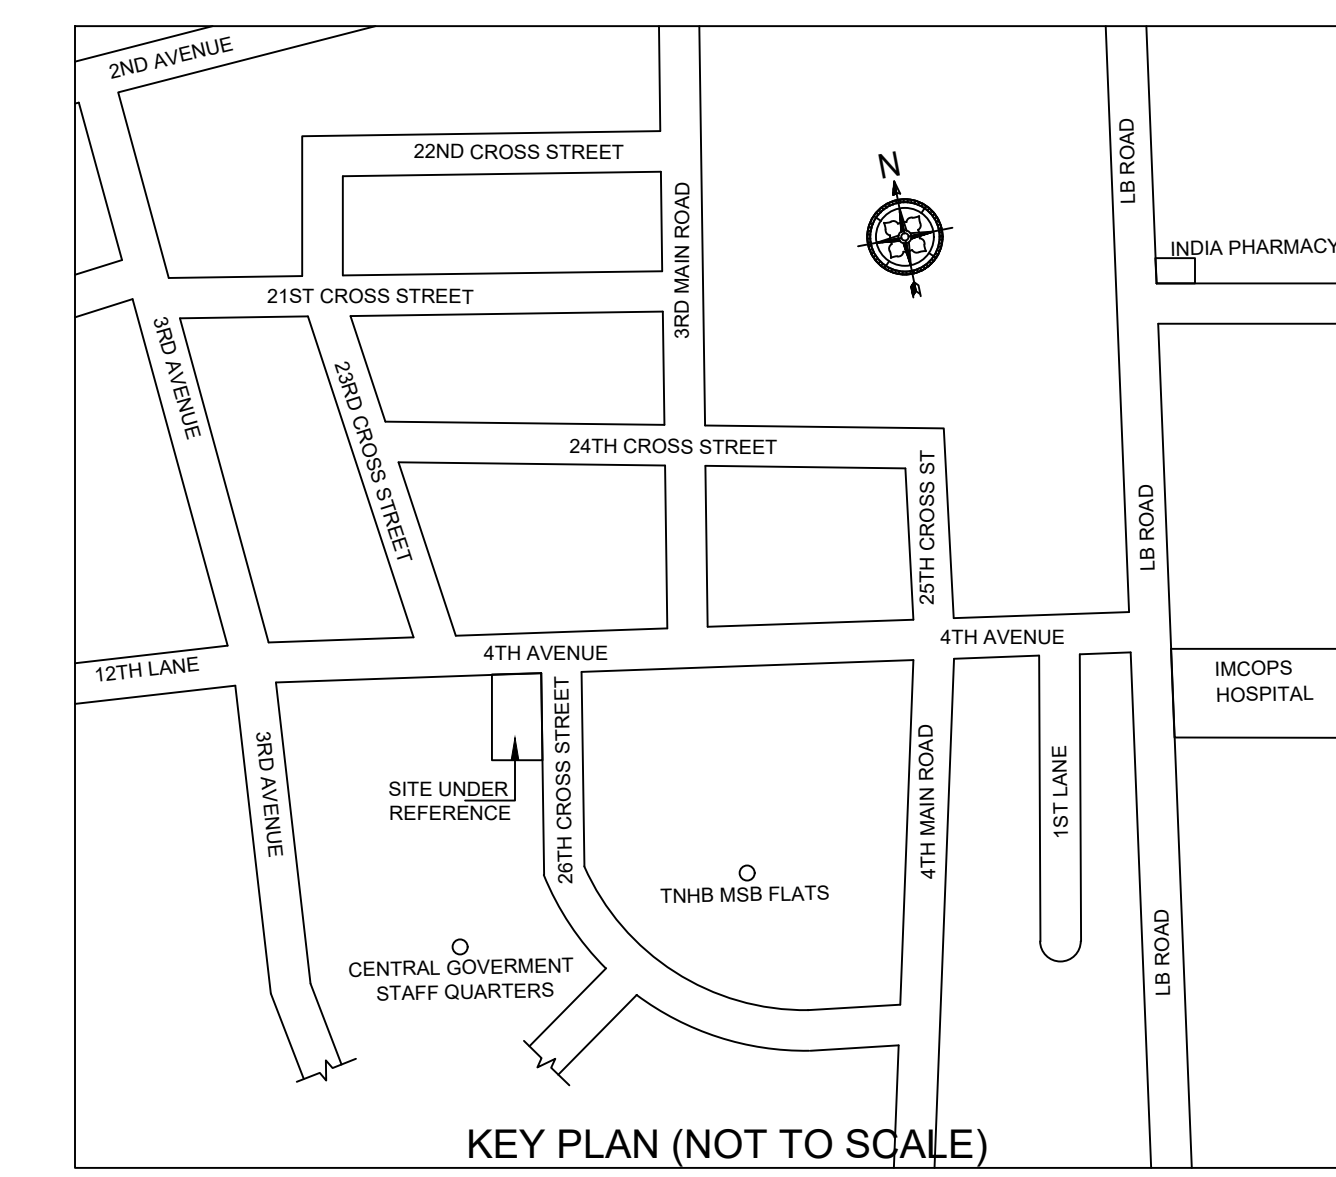 2ND AVENUE
22ND CROSS STREET
LB ROAD
N
3RD MAIN ROAD
INDIA PHARMACY
21ST CROSS STREET
3RD AVENUE
23RD CROSS STREET
24TH CROSS STREET
25TH CROSS ST
LB ROAD
4TH AVENUE
4TH AVENUE
12TH LANE
IMCOPS
HOSPITAL
3RD AVENUE
26TH CROSS STREET
4TH MAIN ROAD
1ST LANE
SITE UNDER
REFERENCE
TNHB MSB FLATS
LB ROAD
CENTRAL GOVERMENT
STAFF QUARTERS
KEY PLAN (NOT TO SCALE)